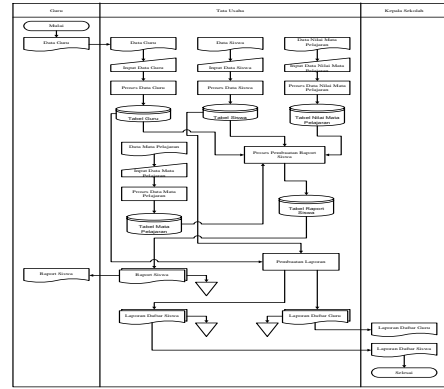 Guru
Tata Usaha
Kepala Sekolah
Mulai
Data Guru
Data Guru
Data Siswa
Data Nilai Mata
Pelajaran
Input Data Guru
Input Data Siswa
Input Data Nilai Mata
Pelajaran
Proses Data Guru
Proses Data Siswa
Proses Data Nilai Mata
Pelajaran
Tabel Guru
Tabel Siswa
Tabel Nilai Mata
Pelajaran
Data Mata Pelajaran
Proses Pembuatan Raport
Siswa
Input Data Mata
Pelajaran
Proses Data Mata
Pelajaran
Tabel Raport
Siswa
Tabel Mata
Pelajaran
Pembuatan Laporan
Raport Siswa
Raport Siswa
Laporan Daftar Siswa
Laporan Daftar Guru
Laporan Daftar Guru
Laporan Daftar Siswa
Selesai